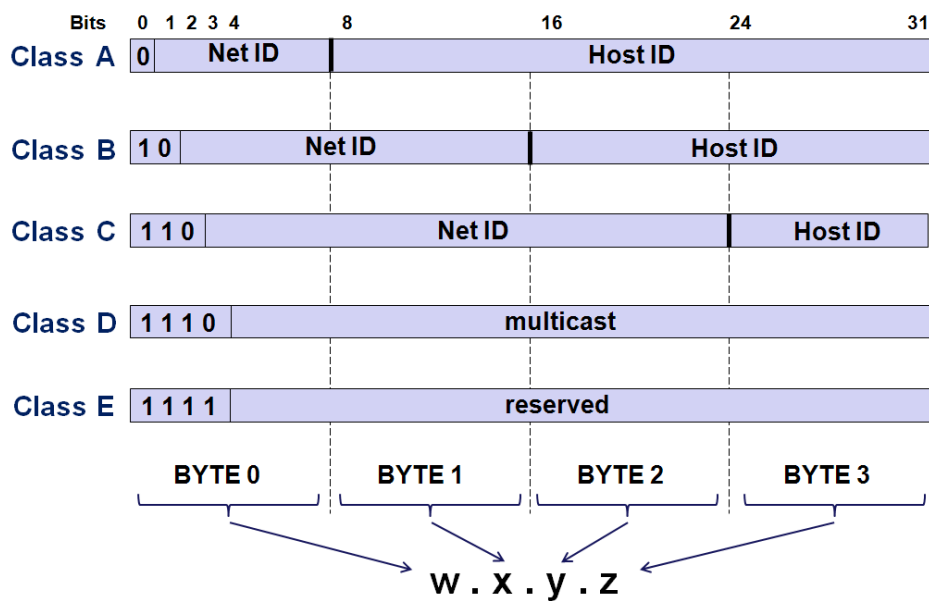 Bits 0 1 2 3 4 8 16 24 31
Class A 0 Net ID Host ID
Class B 1 0 Net ID Host ID
Class C 1 1 0 Net ID Host ID
Class D 1 1 1 0 multicast
Class E 1 1 1 1 reserved
BYTE 0 BYTE 1 BYTE 2 BYTE 3
w . x . y . z